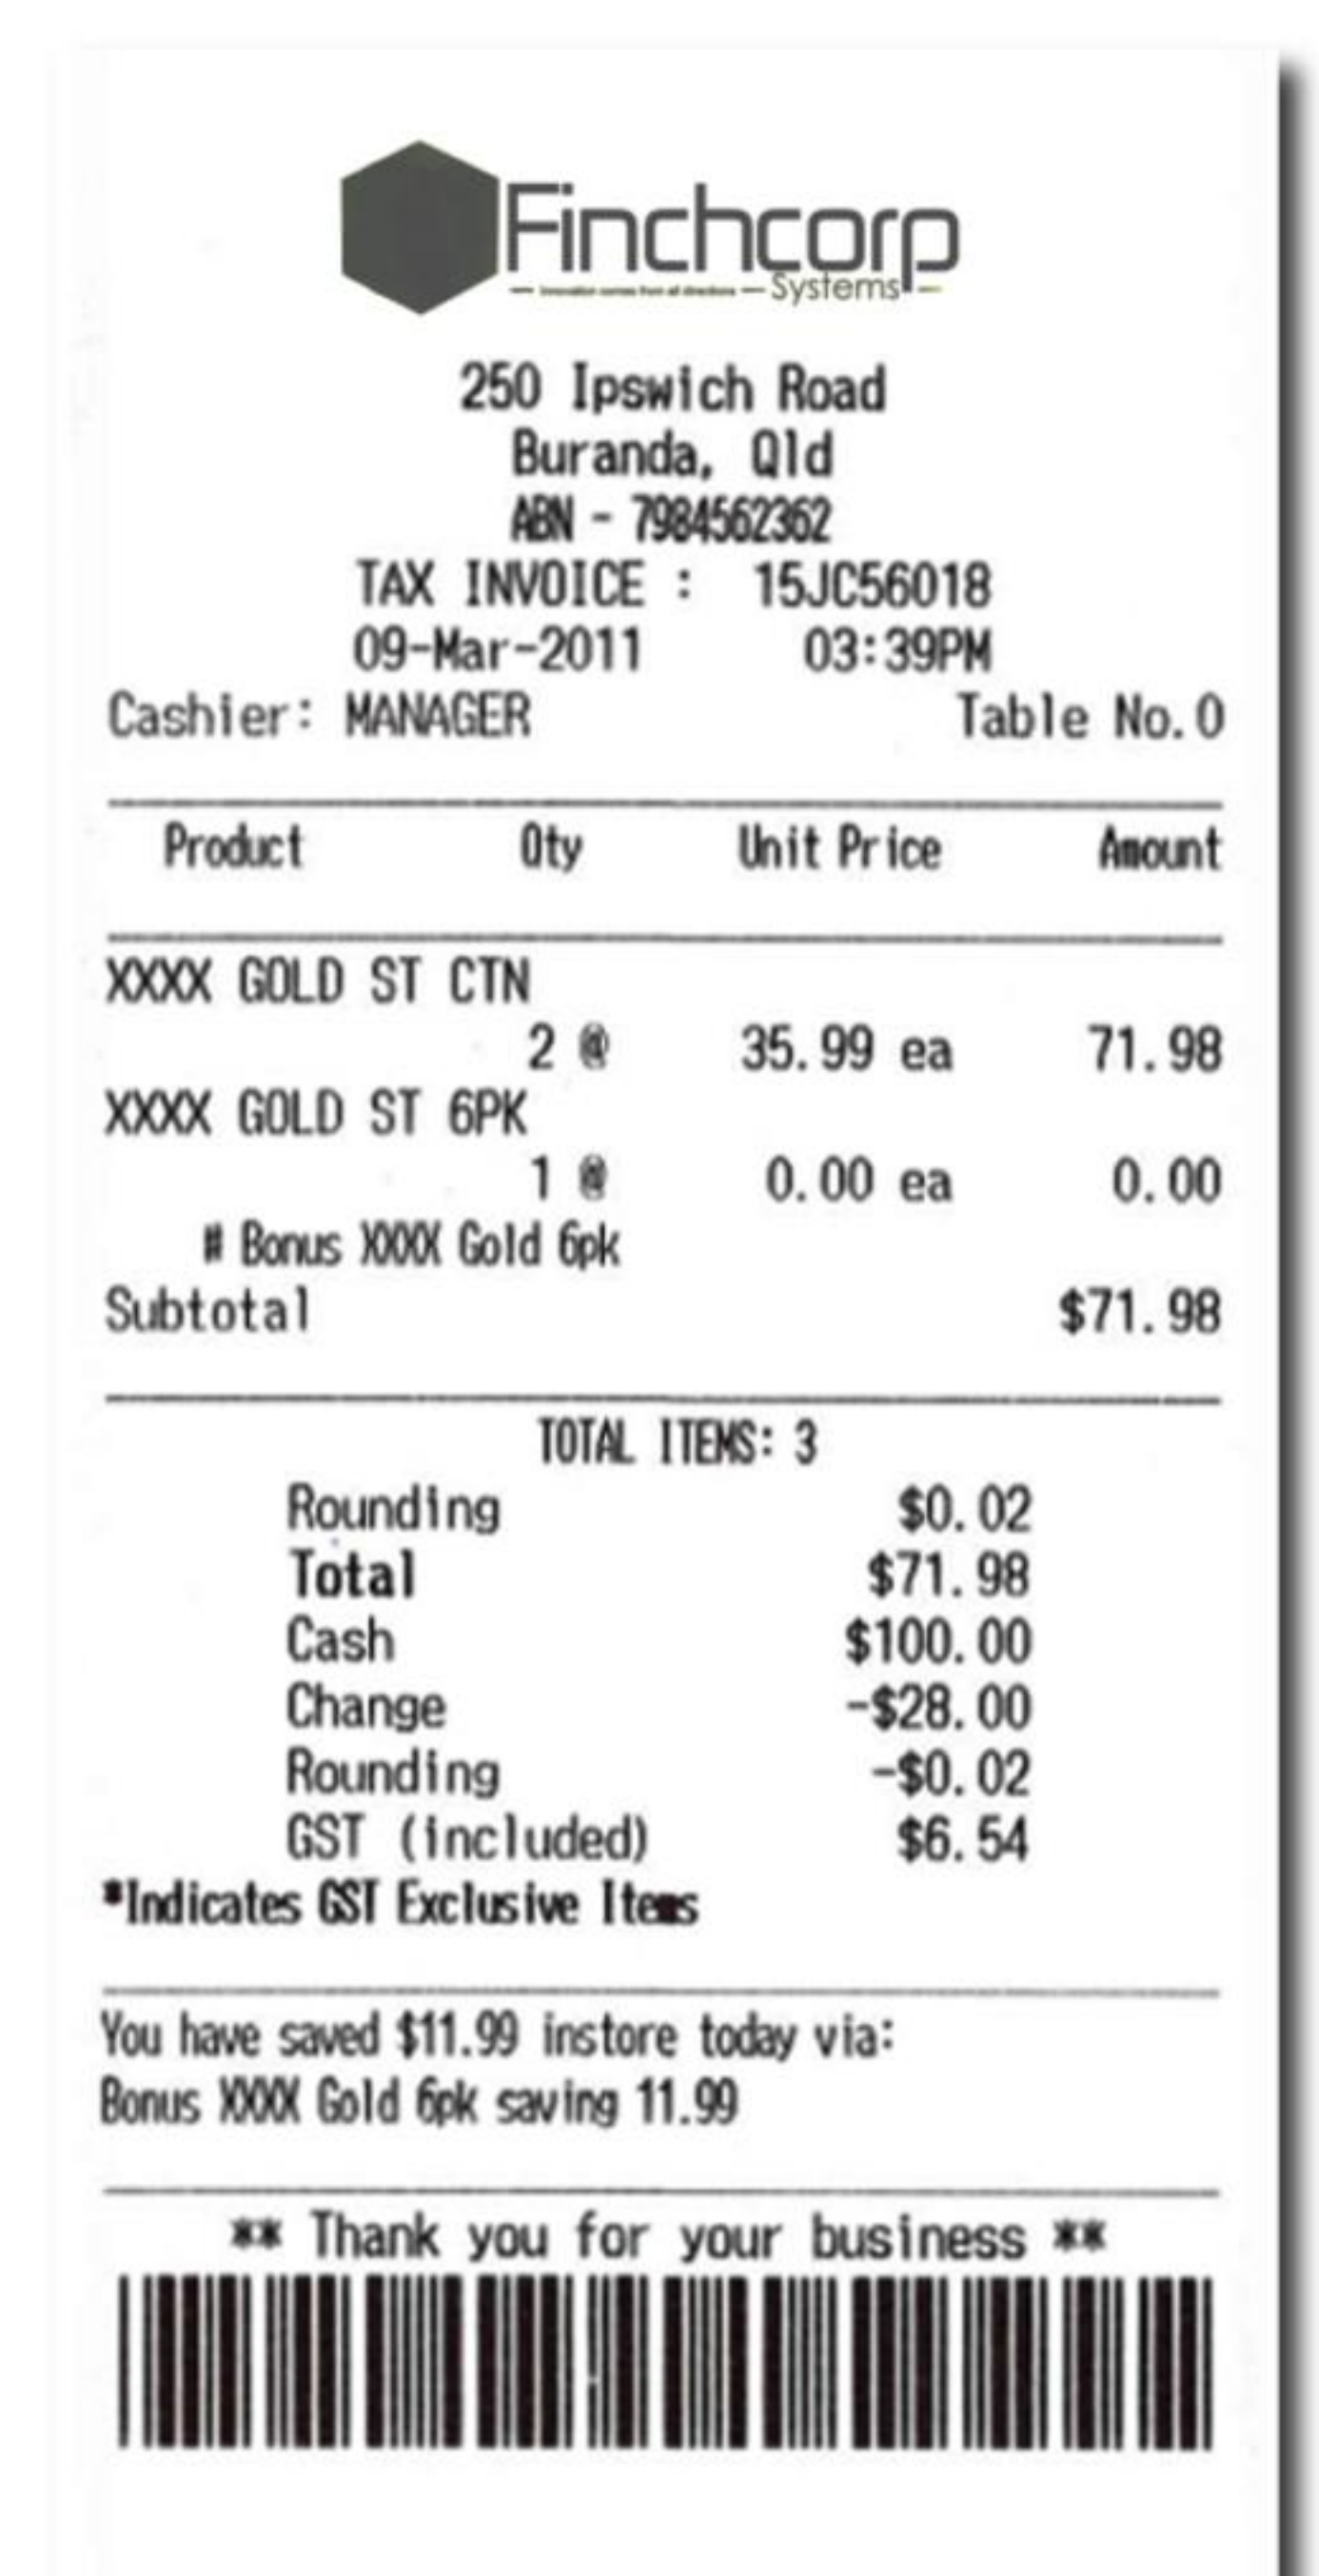 Finchcorp
Innovation comes from all directions Systems
250 Ipswich Road
Buranda, Qld
ABN - 7984562362
TAX INVOICE : 15JC56018
09-Mar-2011 03:39PM
Cashier: MANAGER Table No.0
Product Qty Unit Price Amount
XXXX GOLD ST CTN
2 @ 35.99 ea 71.98
XXXX GOLD ST 6PK
1 @ 0.00 ea 0.00
# Bonus XXXX Gold 6pk
Subtotal $71.98
TOTAL ITEMS: 3
Rounding $0.02
Total $71.98
Cash $100.00
Change -$28.00
Rounding -$0.02
GST (included) $6.54
*Indicates GST Exclusive Items
You have saved $11.99 instore today via:
Bonus XXXX Gold 6pk saving 11.99
** Thank you for your business **